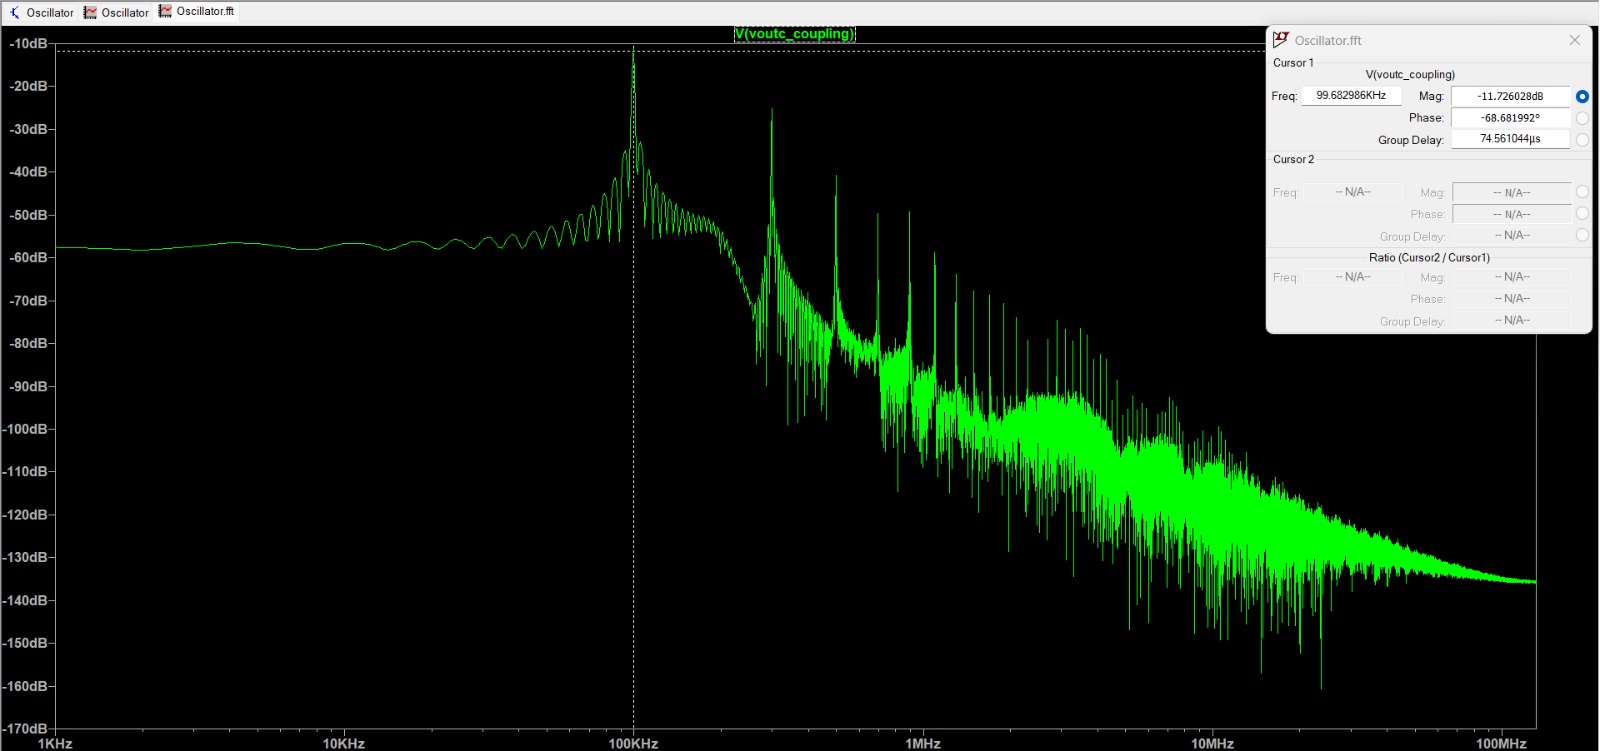 Oscillator Oscillator Oscillator.fft
V(voutc_coupling)
-10dB
-20dB
-30dB
-40dB
-50dB
-60dB
-70dB
-80dB
-90dB
-100dB
-110dB
-120dB
-130dB
-140dB
-150dB
-160dB
-170dB
1KHz 10KHz 100KHz 1MHz 10MHz 100MHz
Oscillator.fft
Cursor 1
V(voutc_coupling)
Freq: 99.682986KHz Mag: -11.726028dB
Phase: -68.681992°
Group Delay: 74.561044µs
Cursor 2
Freq: -- N/A-- Mag: -- N/A--
Phase: -- N/A--
Group Delay: -- N/A--
Ratio (Cursor2 / Cursor1)
Freq: -- N/A-- Mag: -- N/A--
Phase: -- N/A--
Group Delay: -- N/A--